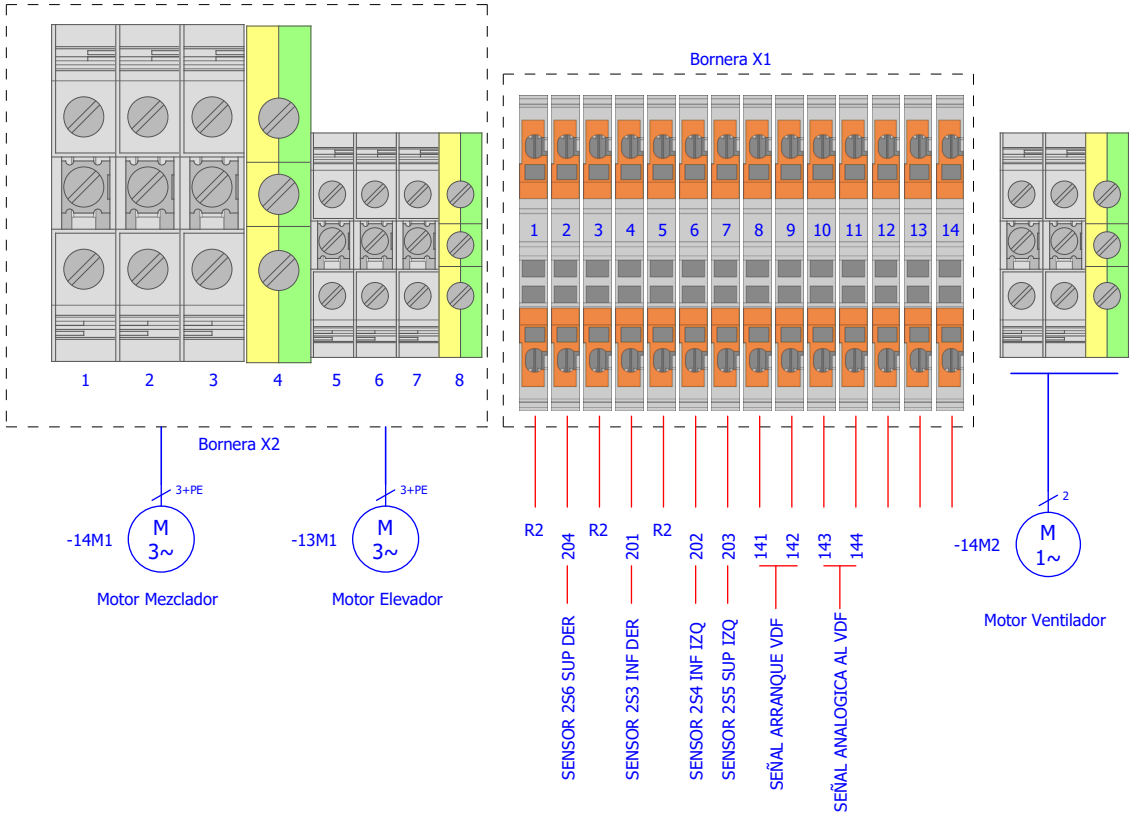 Bornera X1
1 2 3 4 5 6 7 8 9 10 11 12 13 14
1 2 3 4 5 6 7 8
Bornera X2
3+PE
3+PE
2
-14M1
M
3~
-13M1
M
3~
-14M2
M
1~
Motor Mezclador
Motor Elevador
Motor Ventilador
R2
204
R2
201
R2
202
203
141
142
143
144
SENSOR 2S6 SUP DER
SENSOR 2S3 INF DER
SENSOR 2S4 INF IZQ
SENSOR 2S5 SUP IZQ
SEÑAL ARRANQUE VDF
SEÑAL ANALOGICA AL VDF